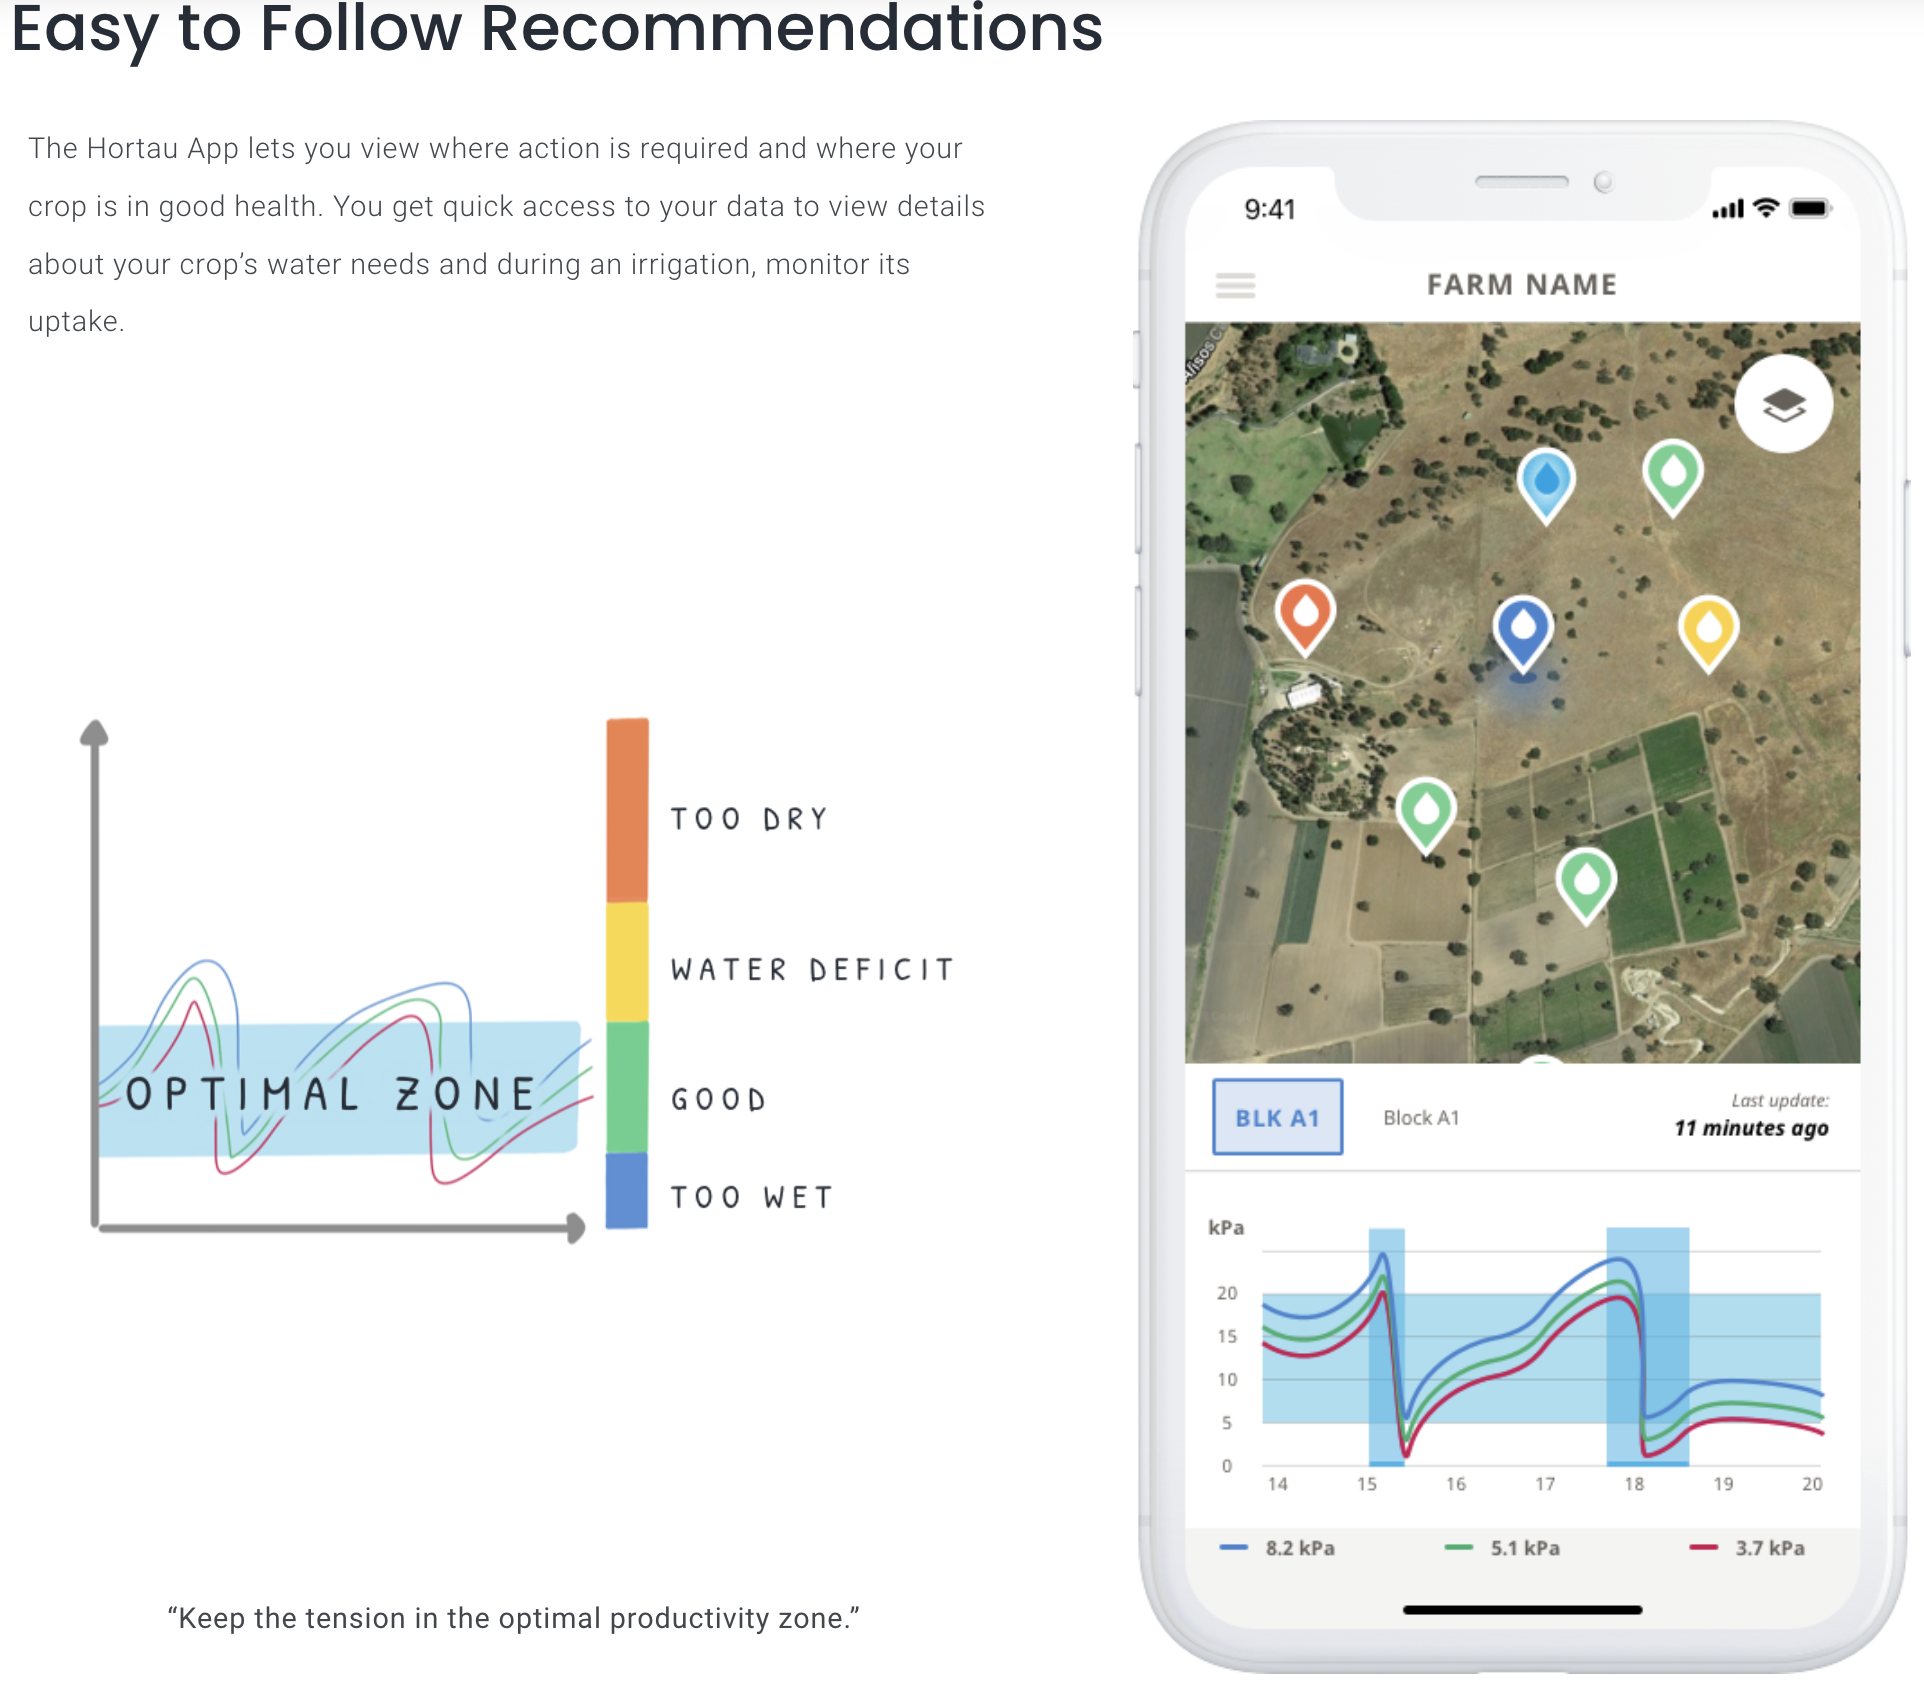 Easy to Follow Recommendations
The Hortau App lets you view where action is required and where your
crop is in good health. You get quick access to your data to view details
about your crop’s water needs and during an irrigation, monitor its
uptake.
TOO DRY
WATER DEFICIT
OPTIMAL ZONE
GOOD
TOO WET
“Keep the tension in the optimal productivity zone.”
9:41
FARM NAME
BLK A1
Block A1
Last update:
11 minutes ago
kPa
20
15
10
5
0
14 15 16 17 18 19 20
8.2 kPa 5.1 kPa 3.7 kPa